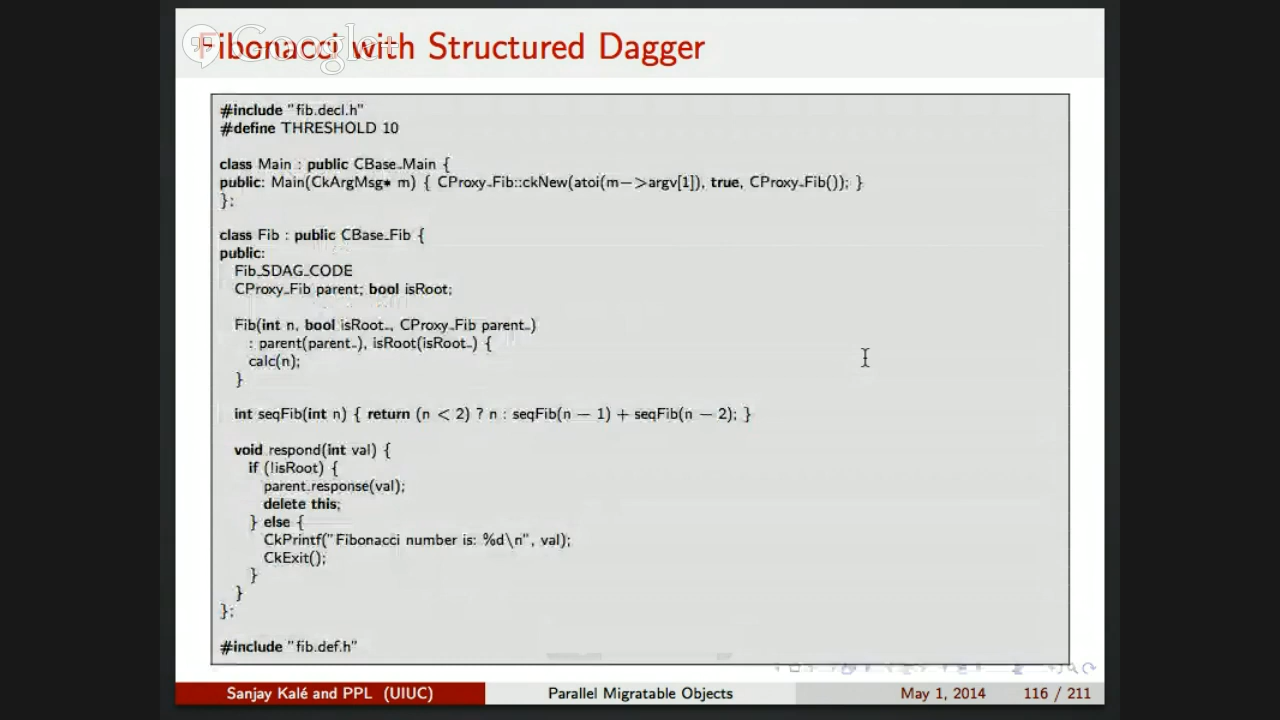 Google+
Fibonacci with Structured Dagger
#include "fib.decl.h"
#define THRESHOLD 10
class Main : public CBase_Main {
public: Main(CkArgMsg* m) { CProxy_Fib::ckNew(atoi(m->argv[1]), true, CProxy_Fib()); }
};
class Fib : public CBase_Fib {
public:
Fib_SDAG_CODE
CProxy_Fib parent; bool isRoot;
Fib(int n, bool isRoot_, CProxy_Fib parent_)
: parent(parent_), isRoot(isRoot_) {
calc(n);
}
int seqFib(int n) { return (n < 2) ? n : seqFib(n − 1) + seqFib(n − 2); }
void respond(int val) {
if (!isRoot) {
parent.response(val);
delete this;
} else {
CkPrintf("Fibonacci number is: %d\n", val);
CkExit();
}
}
};
#include "fib.def.h"
Sanjay Kalé and PPL (UIUC)
Parallel Migratable Objects
May 1, 2014
116 / 211